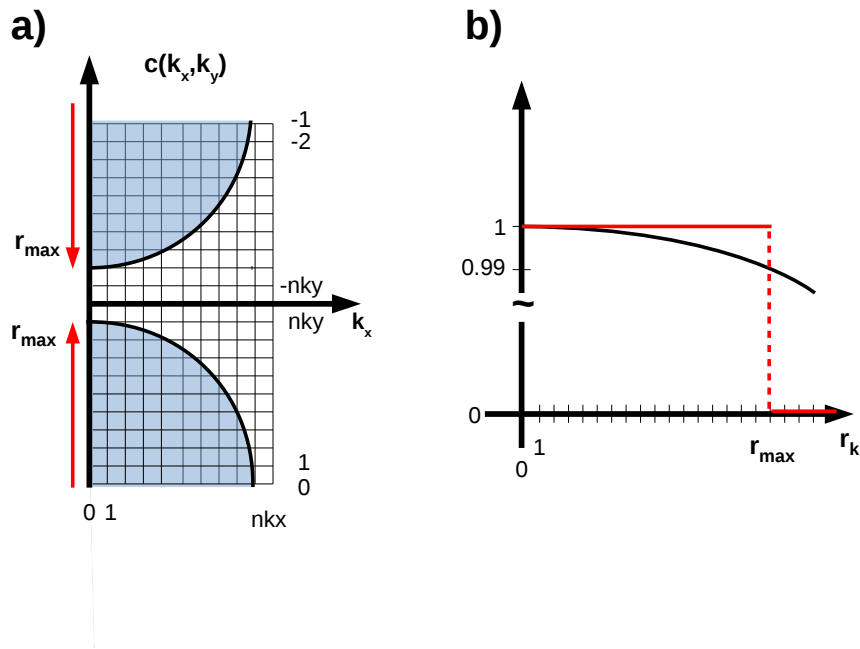 a)
c(kx,ky)
-1
-2
rmax
-nky
nky
kx
rmax
1
0
0 1
nkx
b)
1
0.99
~
0
1
0
rmax
rk